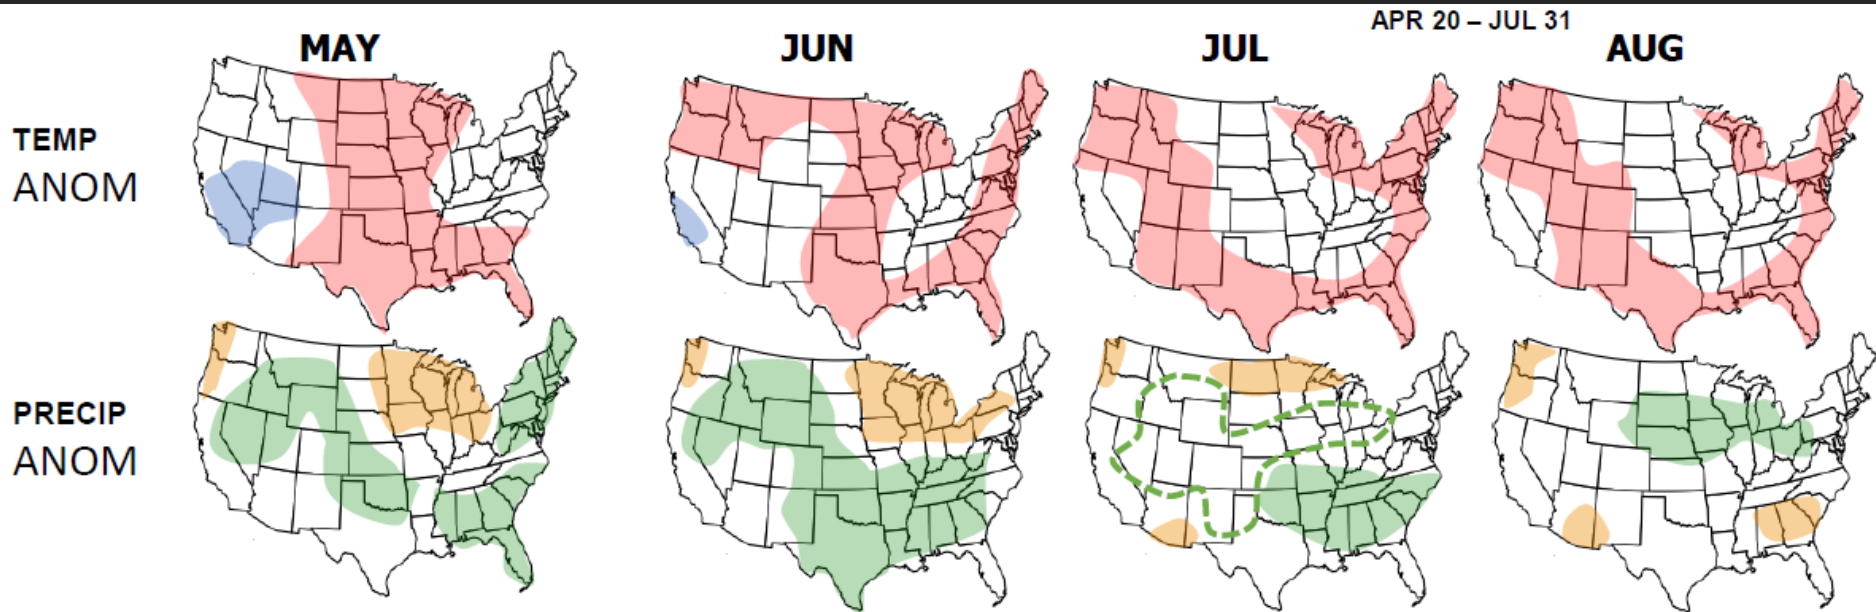 APR 20 – JUL 31
MAY JUN JUL AUG
TEMP
ANOM
PRECIP
ANOM